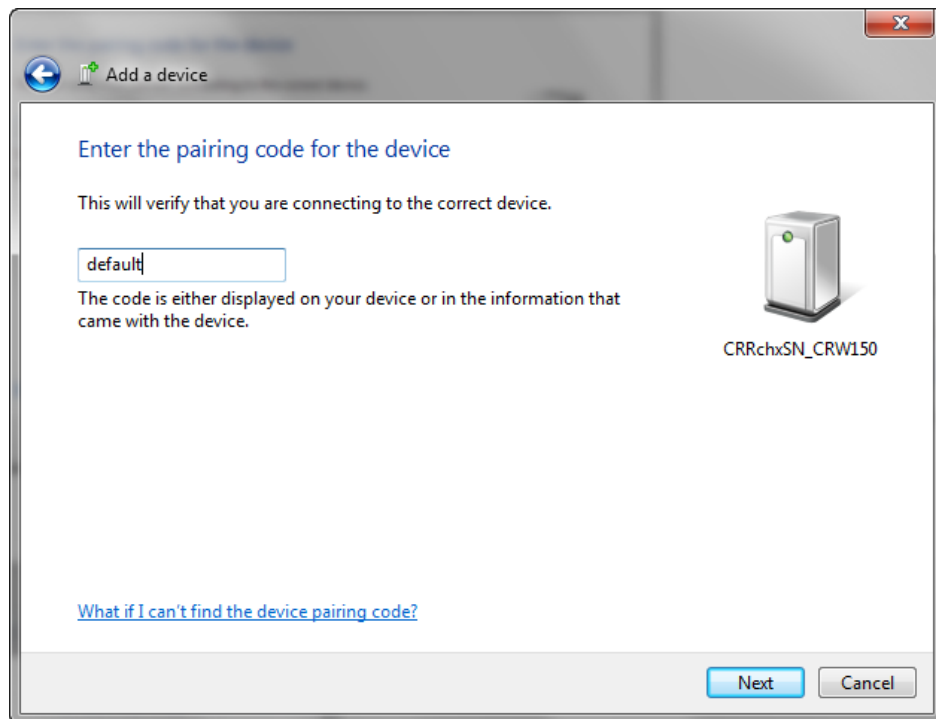 Add a device
Enter the pairing code for the device
This will verify that you are connecting to the correct device.
default
The code is either displayed on your device or in the information that
came with the device.
CRRchxSN_CRW150
What if I can't find the device pairing code?
Next
Cancel